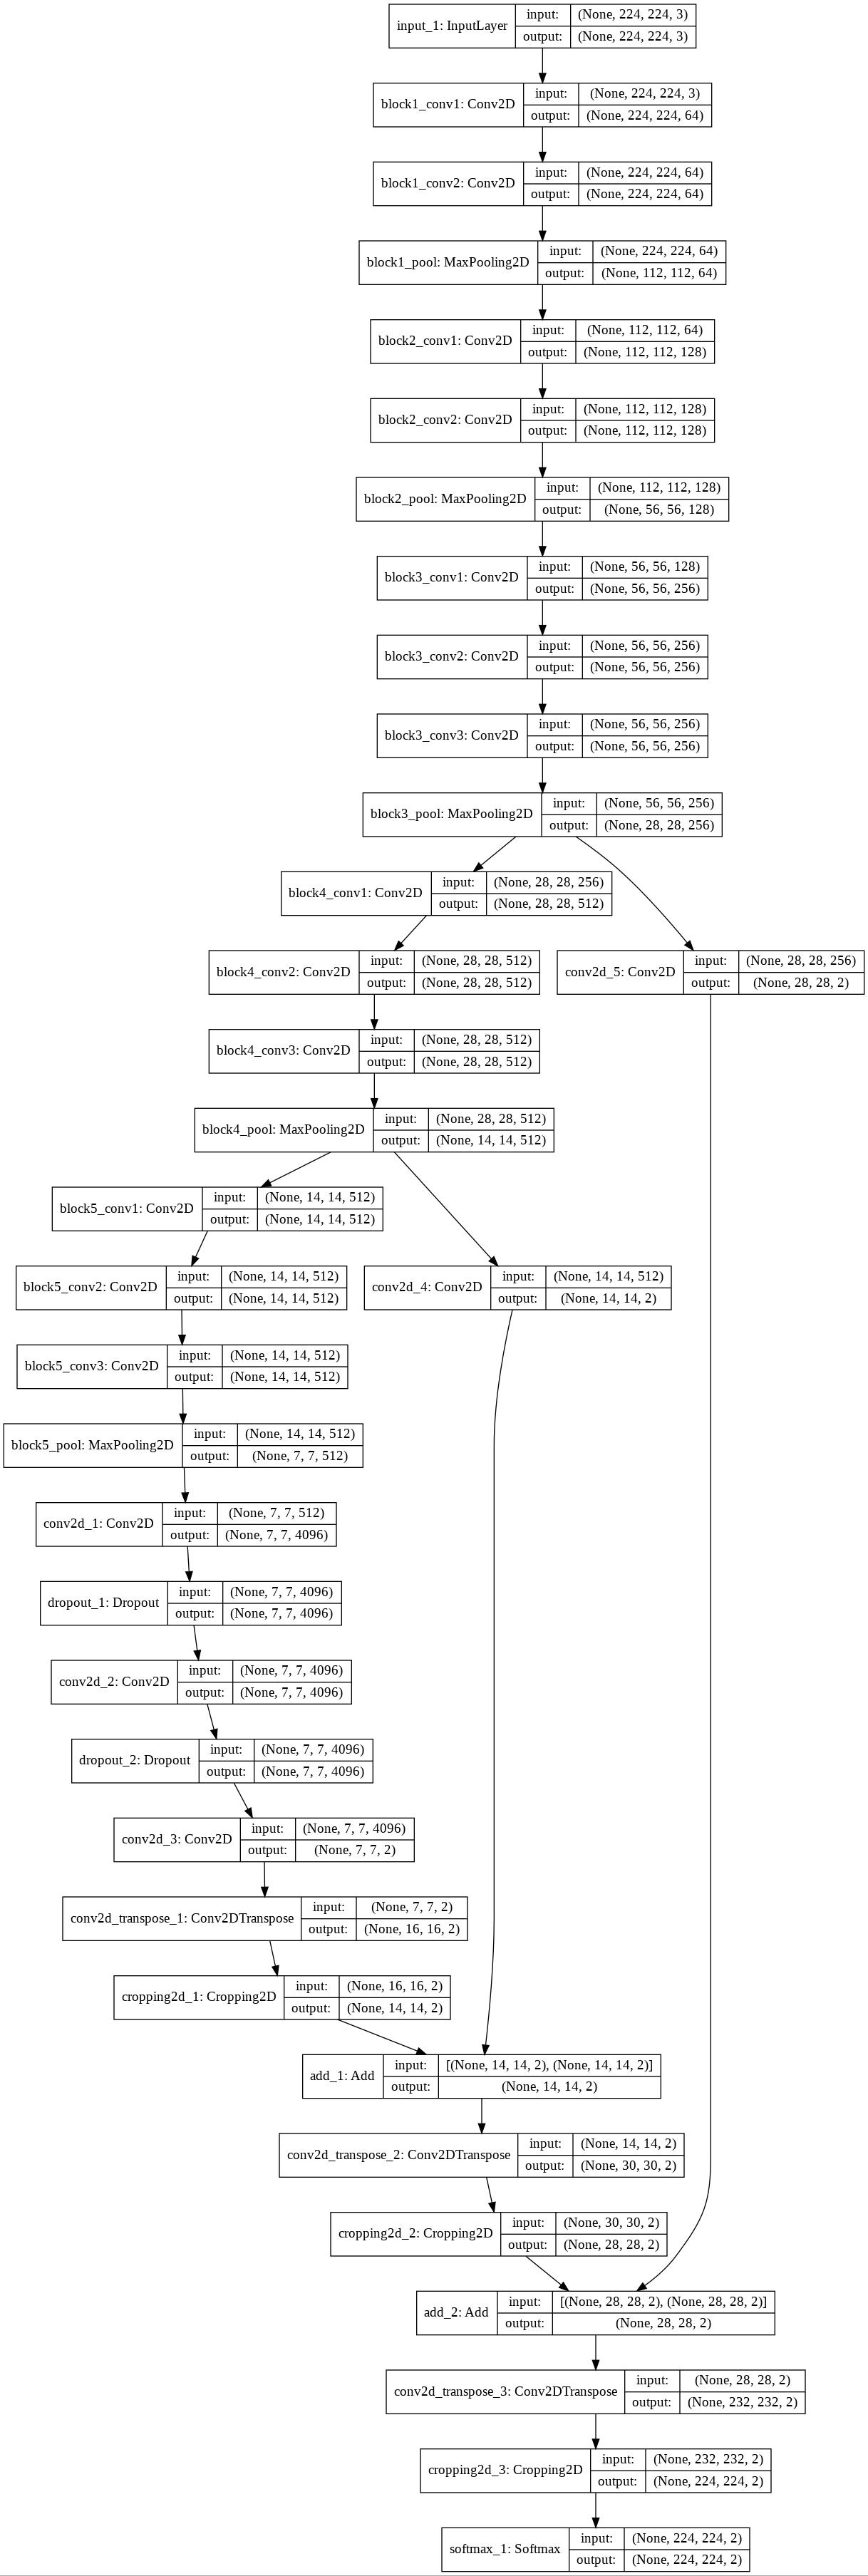 input_1: InputLayer
input: (None, 224, 224, 3)
output: (None, 224, 224, 3)
block1_conv1: Conv2D
input: (None, 224, 224, 3)
output: (None, 224, 224, 64)
block1_conv2: Conv2D
input: (None, 224, 224, 64)
output: (None, 224, 224, 64)
block1_pool: MaxPooling2D
input: (None, 224, 224, 64)
output: (None, 112, 112, 64)
block2_conv1: Conv2D
input: (None, 112, 112, 64)
output: (None, 112, 112, 128)
block2_conv2: Conv2D
input: (None, 112, 112, 128)
output: (None, 112, 112, 128)
block2_pool: MaxPooling2D
input: (None, 112, 112, 128)
output: (None, 56, 56, 128)
block3_conv1: Conv2D
input: (None, 56, 56, 128)
output: (None, 56, 56, 256)
block3_conv2: Conv2D
input: (None, 56, 56, 256)
output: (None, 56, 56, 256)
block3_conv3: Conv2D
input: (None, 56, 56, 256)
output: (None, 56, 56, 256)
block3_pool: MaxPooling2D
input: (None, 56, 56, 256)
output: (None, 28, 28, 256)
block4_conv1: Conv2D
input: (None, 28, 28, 256)
output: (None, 28, 28, 512)
block4_conv2: Conv2D
input: (None, 28, 28, 512)
output: (None, 28, 28, 512)
conv2d_5: Conv2D
input: (None, 28, 28, 256)
output: (None, 28, 28, 2)
block4_conv3: Conv2D
input: (None, 28, 28, 512)
output: (None, 28, 28, 512)
block4_pool: MaxPooling2D
input: (None, 28, 28, 512)
output: (None, 14, 14, 512)
block5_conv1: Conv2D
input: (None, 14, 14, 512)
output: (None, 14, 14, 512)
block5_conv2: Conv2D
input: (None, 14, 14, 512)
output: (None, 14, 14, 512)
conv2d_4: Conv2D
input: (None, 14, 14, 512)
output: (None, 14, 14, 2)
block5_conv3: Conv2D
input: (None, 14, 14, 512)
output: (None, 14, 14, 512)
block5_pool: MaxPooling2D
input: (None, 14, 14, 512)
output: (None, 7, 7, 512)
conv2d_1: Conv2D
input: (None, 7, 7, 512)
output: (None, 7, 7, 4096)
dropout_1: Dropout
input: (None, 7, 7, 4096)
output: (None, 7, 7, 4096)
conv2d_2: Conv2D
input: (None, 7, 7, 4096)
output: (None, 7, 7, 4096)
dropout_2: Dropout
input: (None, 7, 7, 4096)
output: (None, 7, 7, 4096)
conv2d_3: Conv2D
input: (None, 7, 7, 4096)
output: (None, 7, 7, 2)
conv2d_transpose_1: Conv2DTranspose
input: (None, 7, 7, 2)
output: (None, 16, 16, 2)
cropping2d_1: Cropping2D
input: (None, 16, 16, 2)
output: (None, 14, 14, 2)
add_1: Add
input: [(None, 14, 14, 2), (None, 14, 14, 2)]
output: (None, 14, 14, 2)
conv2d_transpose_2: Conv2DTranspose
input: (None, 14, 14, 2)
output: (None, 30, 30, 2)
cropping2d_2: Cropping2D
input: (None, 30, 30, 2)
output: (None, 28, 28, 2)
add_2: Add
input: [(None, 28, 28, 2), (None, 28, 28, 2)]
output: (None, 28, 28, 2)
conv2d_transpose_3: Conv2DTranspose
input: (None, 28, 28, 2)
output: (None, 232, 232, 2)
cropping2d_3: Cropping2D
input: (None, 232, 232, 2)
output: (None, 224, 224, 2)
softmax_1: Softmax
input: (None, 224, 224, 2)
output: (None, 224, 224, 2)